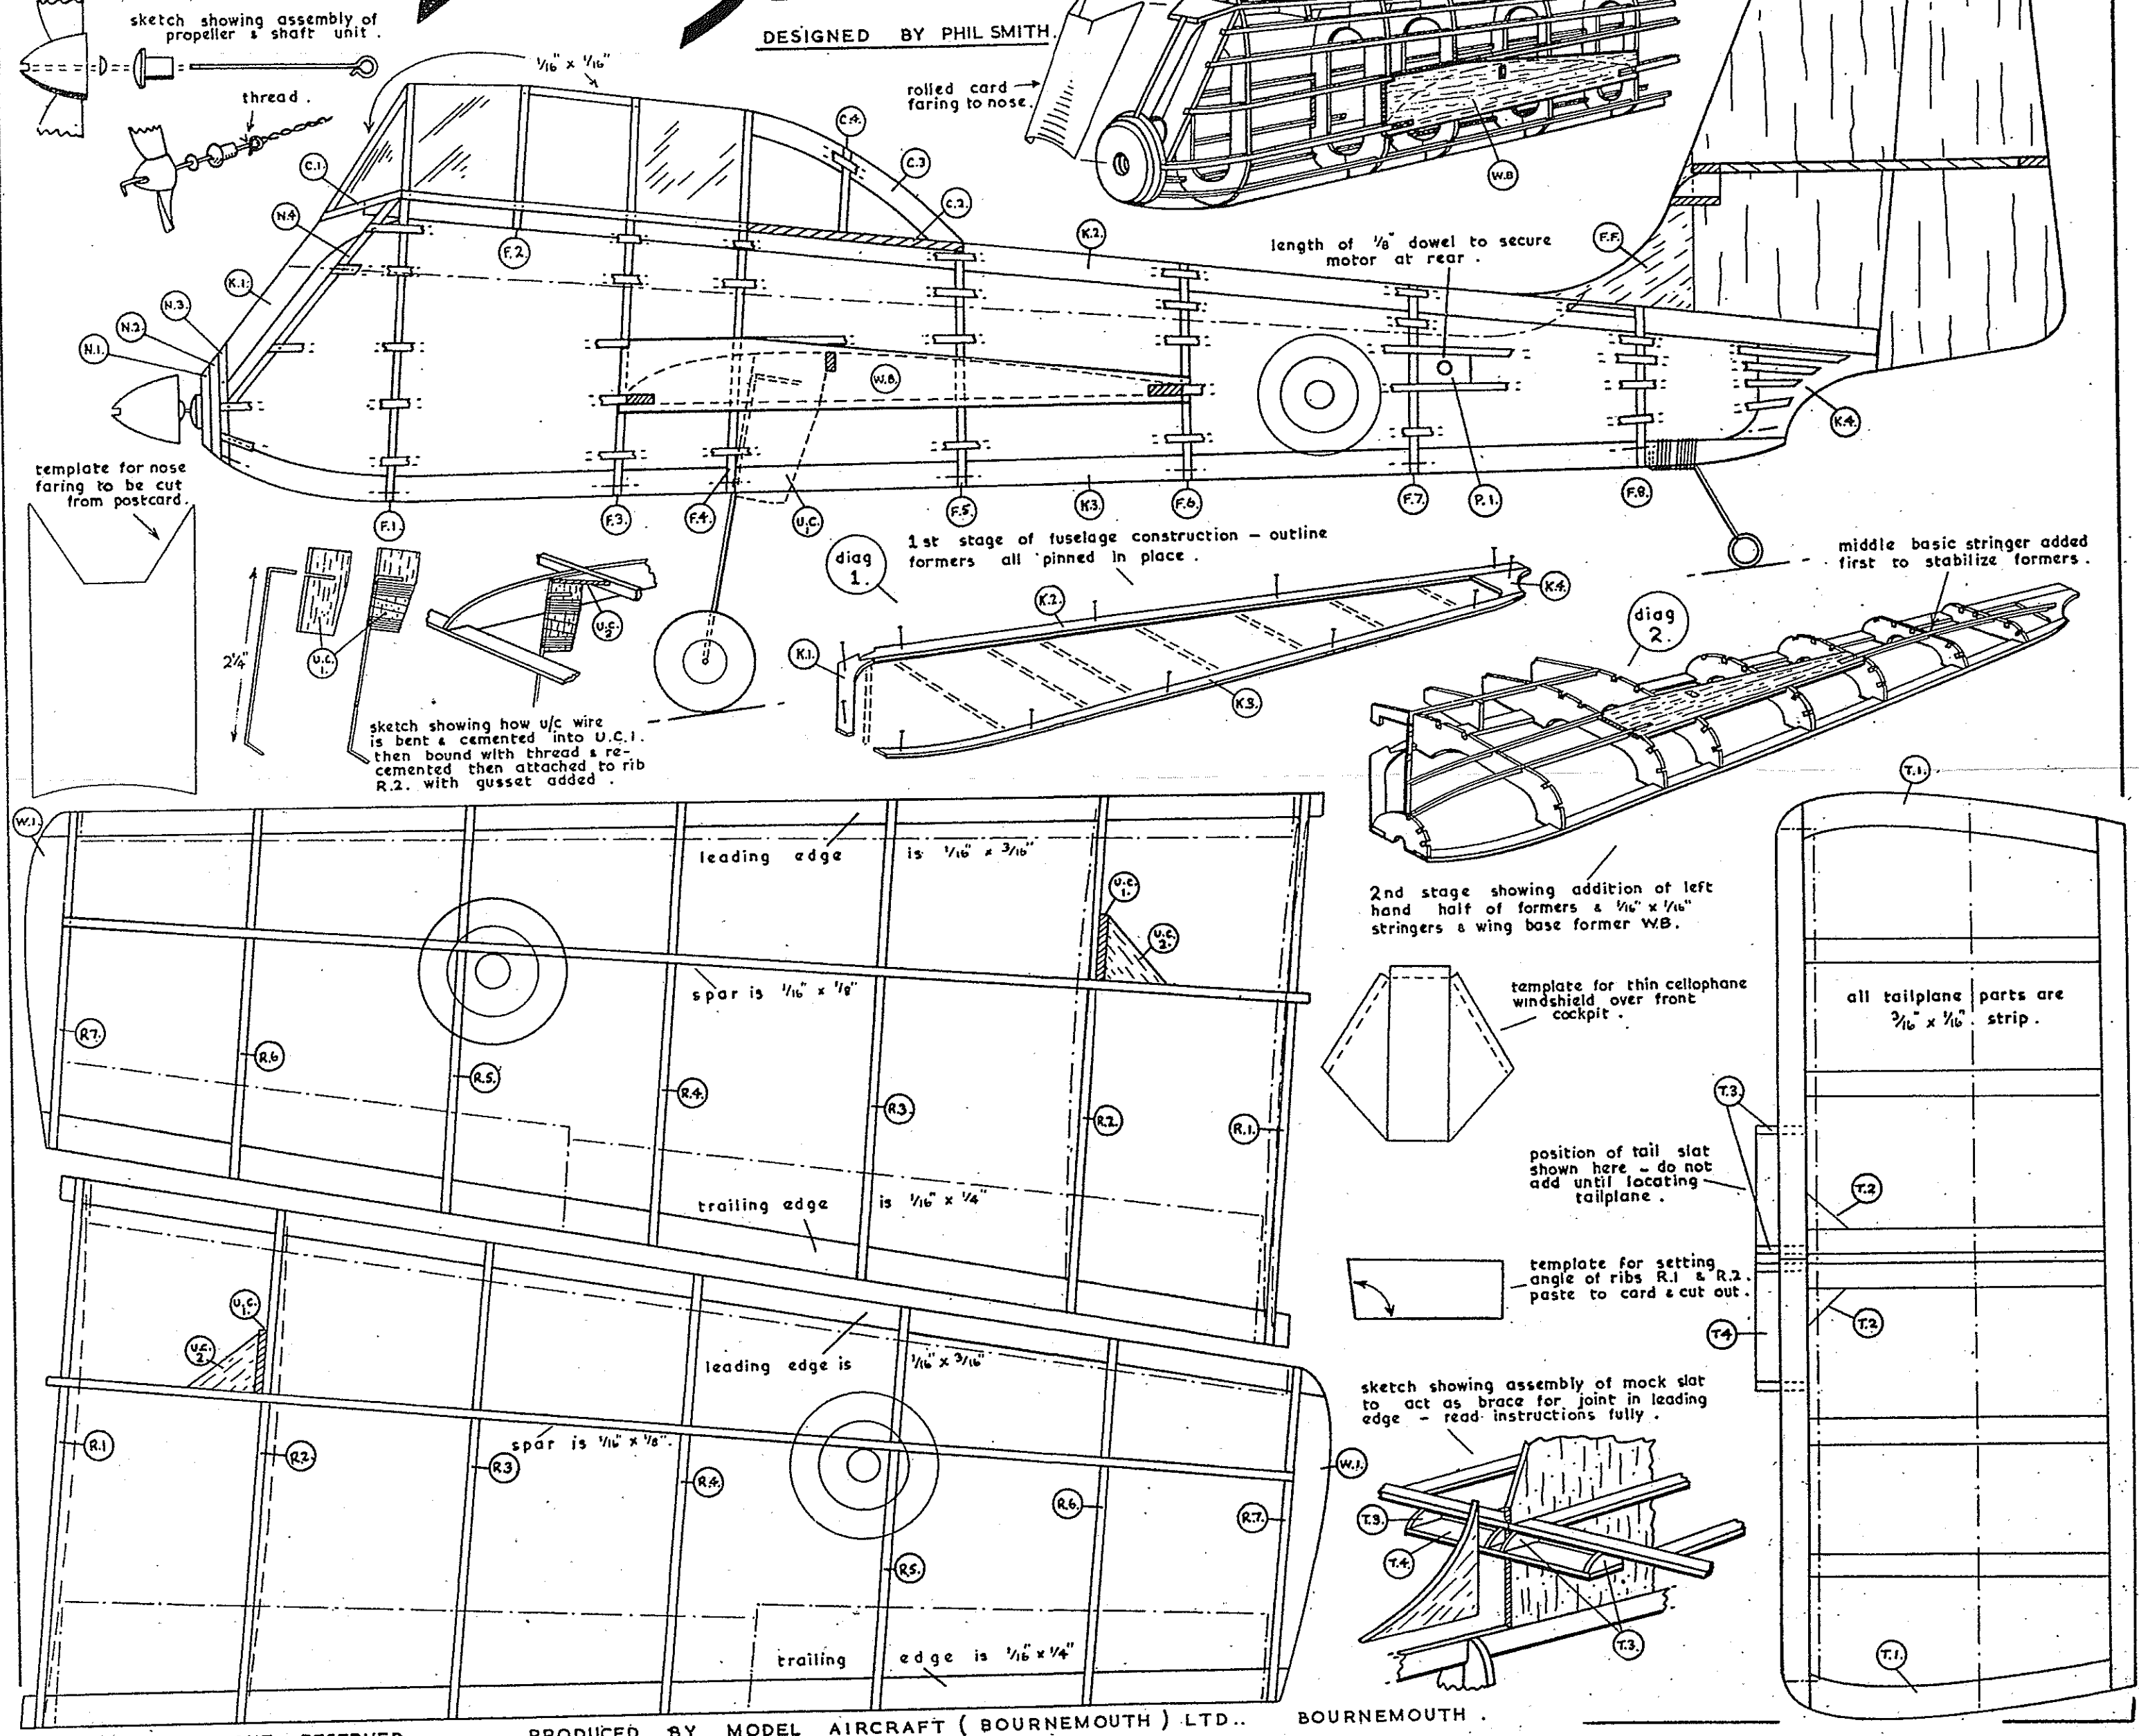 sketch showing assembly of
propeller & shaft unit.
thread.
1/16" x 1/16"
DESIGNED BY PHIL SMITH.
rolled card
faring to nose.
W.B
C.1.
N.4
K.1.
N.3.
N.2.
N.1.
F.2.
C.4.
C.3
C.2.
K.2.
length of 1/8" dowel to secure
motor at rear.
F.F.
W.B.
K.4.
template for nose
faring to be cut
from postcard.
F.1.
F.3.
F.4.
U.C.
1
F.5.
K.3.
F.6.
F.7.
P.1.
F.8.
diag
1.
1st stage of fuselage construction – outline
formers all pinned in place.
middle basic stringer added
first to stabilize formers.
K.1.
K.2.
K.3.
K.4.
diag
2.
2 1/4"
U.C.
1.
U.C.
2
sketch showing how u/c wire
is bent & cemented into U.C.1.
then bound with thread & re-
cemented then attached to rib
R.2. with gusset added.
W.1.
leading edge is 1/16" x 3/16"
U.C.
1.
U.C.
2.
spar is 1/16" x 1/8"
R7.
R.6
R.5.
R.4.
R.3.
R.2.
R.1.
trailing edge is 1/16" x 1/4"
2nd stage showing addition of left
hand half of formers & 1/16" x 1/16"
stringers & wing base former W.B.
template for thin cellophane
windshield over front
cockpit.
T.1.
all tailplane parts are
3/16" x 1/16" strip.
T.3.
position of tail slat
shown here – do not
add until locating
tailplane.
T.2
template for setting
angle of ribs R.1 & R.2.
paste to card & cut out.
T.2
T4
U.C.
1.
U.C.
2
leading edge is 1/16" x 3/16"
spar is 1/16" x 1/8".
R.1
R2.
R.3
R.4.
R.5.
R.6.
R.7.
W.1.
trailing edge is 1/16" x 1/4"
sketch showing assembly of mock slat
to act as brace for joint in leading
edge – read instructions fully.
T.3.
T.4.
T.3.
T.1.
RESERVED
PRODUCED BY MODEL AIRCRAFT (BOURNEMOUTH) LTD.. BOURNEMOUTH.